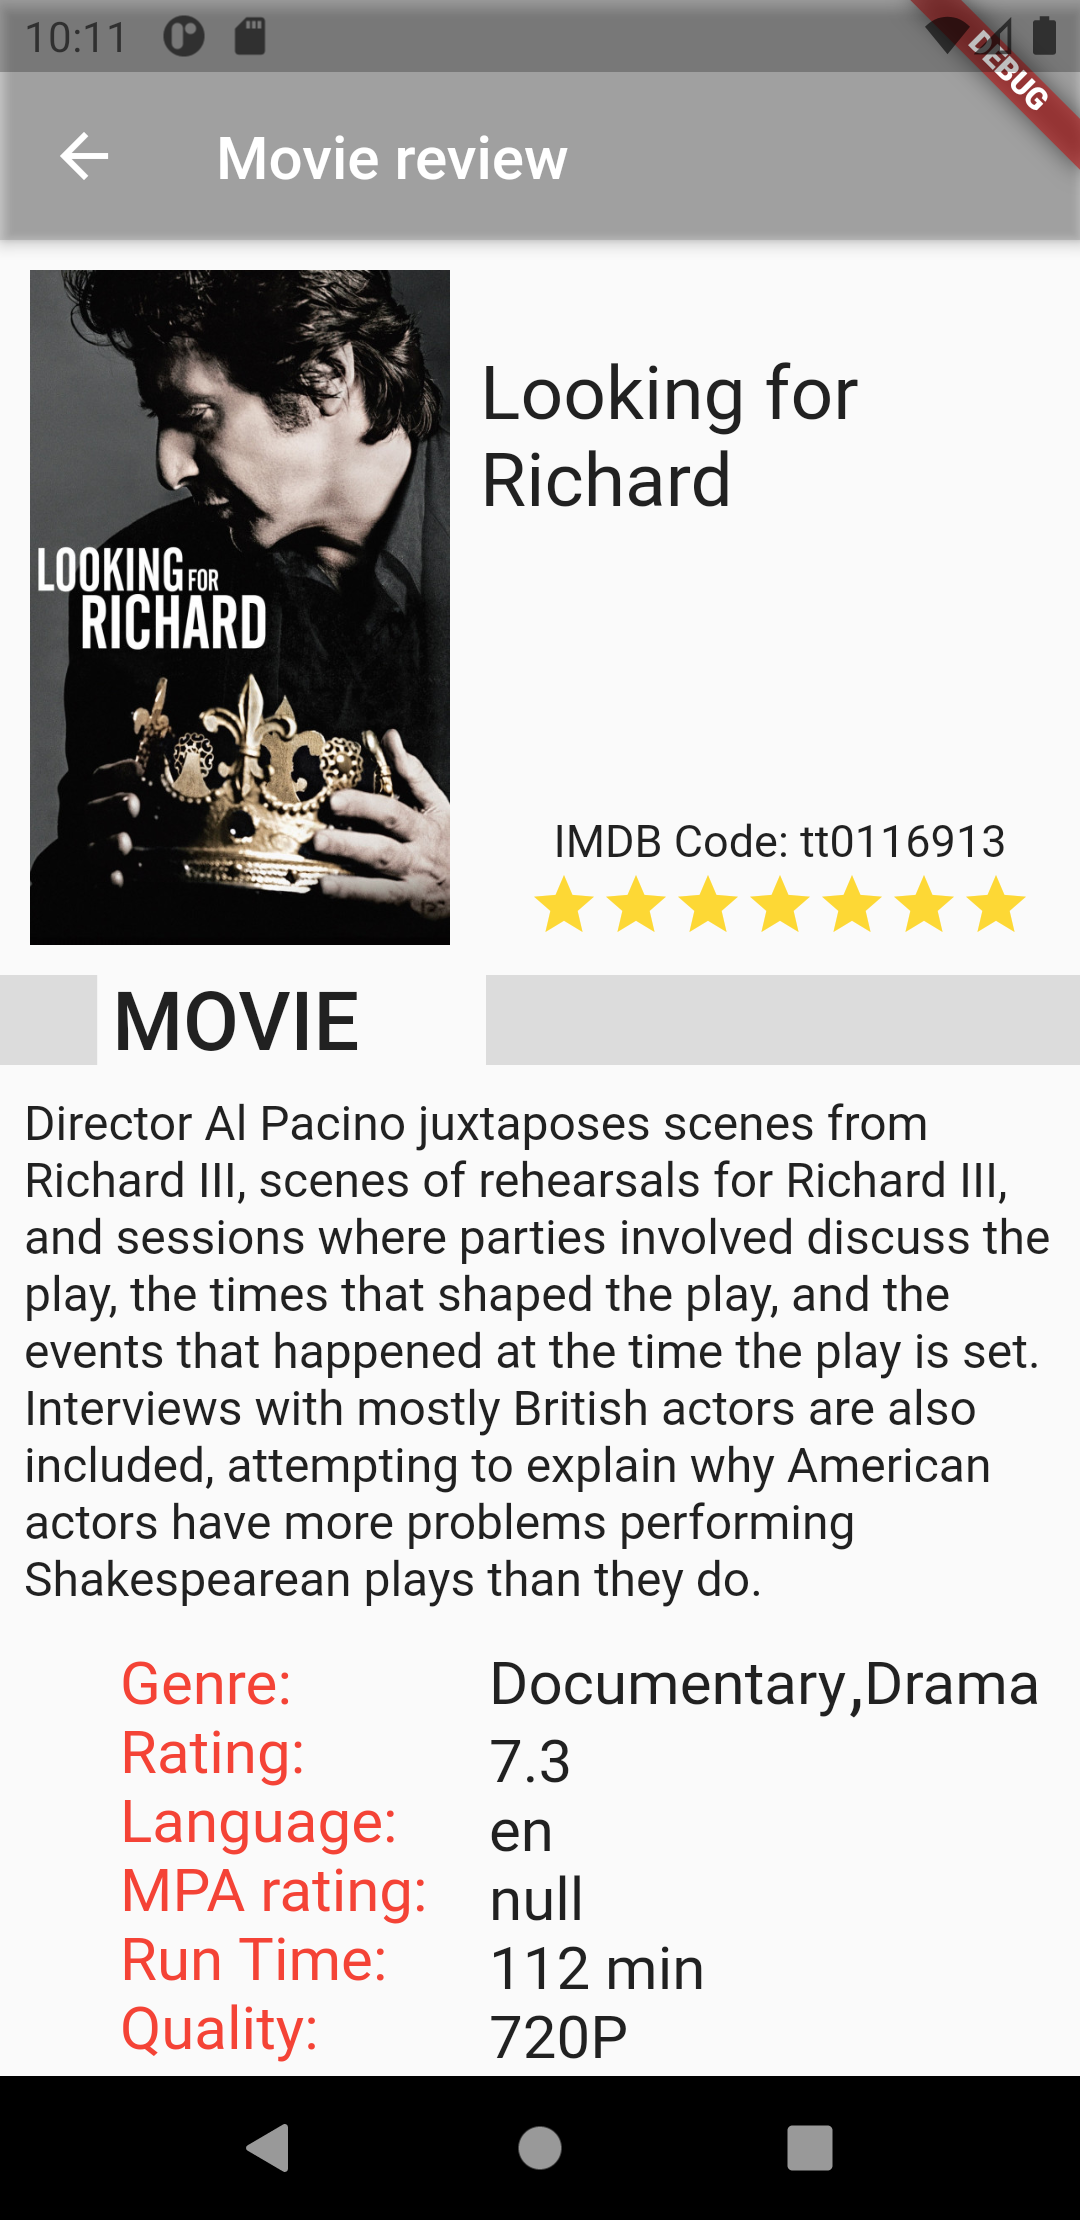 10:11
DEBUG
Movie review
LOOKING FOR
RICHARD
Looking for
Richard
IMDB Code: tt0116913
MOVIE
Director Al Pacino juxtaposes scenes from
Richard III, scenes of rehearsals for Richard III,
and sessions where parties involved discuss the
play, the times that shaped the play, and the
events that happened at the time the play is set.
Interviews with mostly British actors are also
included, attempting to explain why American
actors have more problems performing
Shakespearean plays than they do.
Genre: Documentary,Drama
Rating: 7.3
Language: en
MPA rating: null
Run Time: 112 min
Quality: 720P